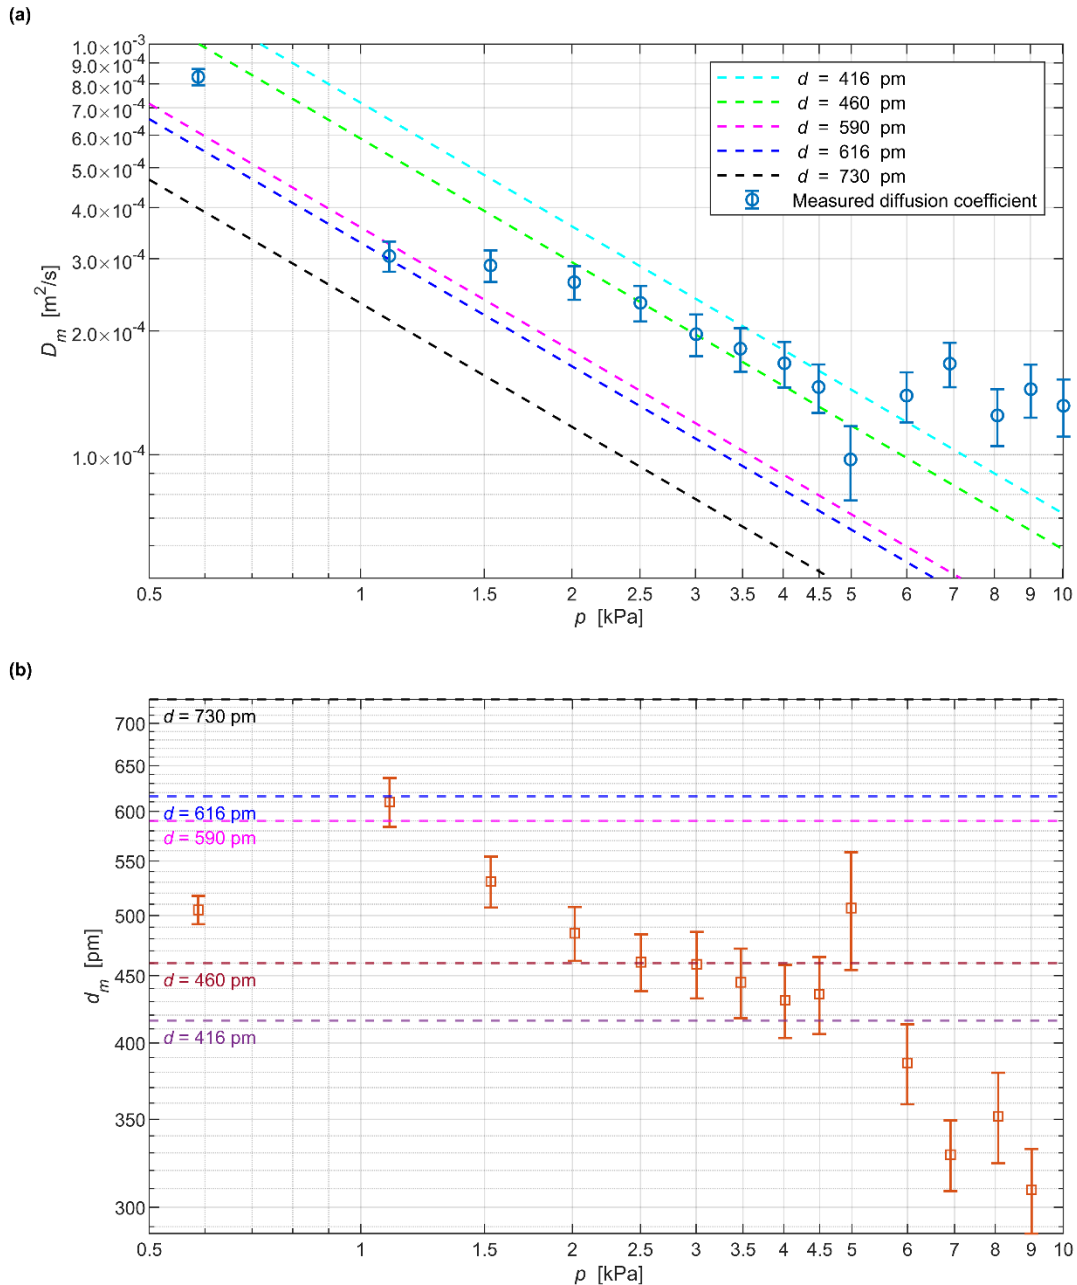 (a)
1.0×10⁻³
9.0×10⁻⁴
8.0×10⁻⁴
7.0×10⁻⁴
6.0×10⁻⁴
5.0×10⁻⁴
4.0×10⁻⁴
3.0×10⁻⁴
2.0×10⁻⁴
1.0×10⁻⁴
D_m [m²/s]
d = 416 pm
d = 460 pm
d = 590 pm
d = 616 pm
d = 730 pm
Measured diffusion coefficient
0.5 1 1.5 2 2.5 3 3.5 4 4.5 5 6 7 8 9 10
p [kPa]
(b)
700
650
600
550
500
450
400
350
300
d_m [pm]
d = 730 pm
d = 616 pm
d = 590 pm
d = 460 pm
d = 416 pm
0.5 1 1.5 2 2.5 3 3.5 4 4.5 5 6 7 8 9 10
p [kPa]